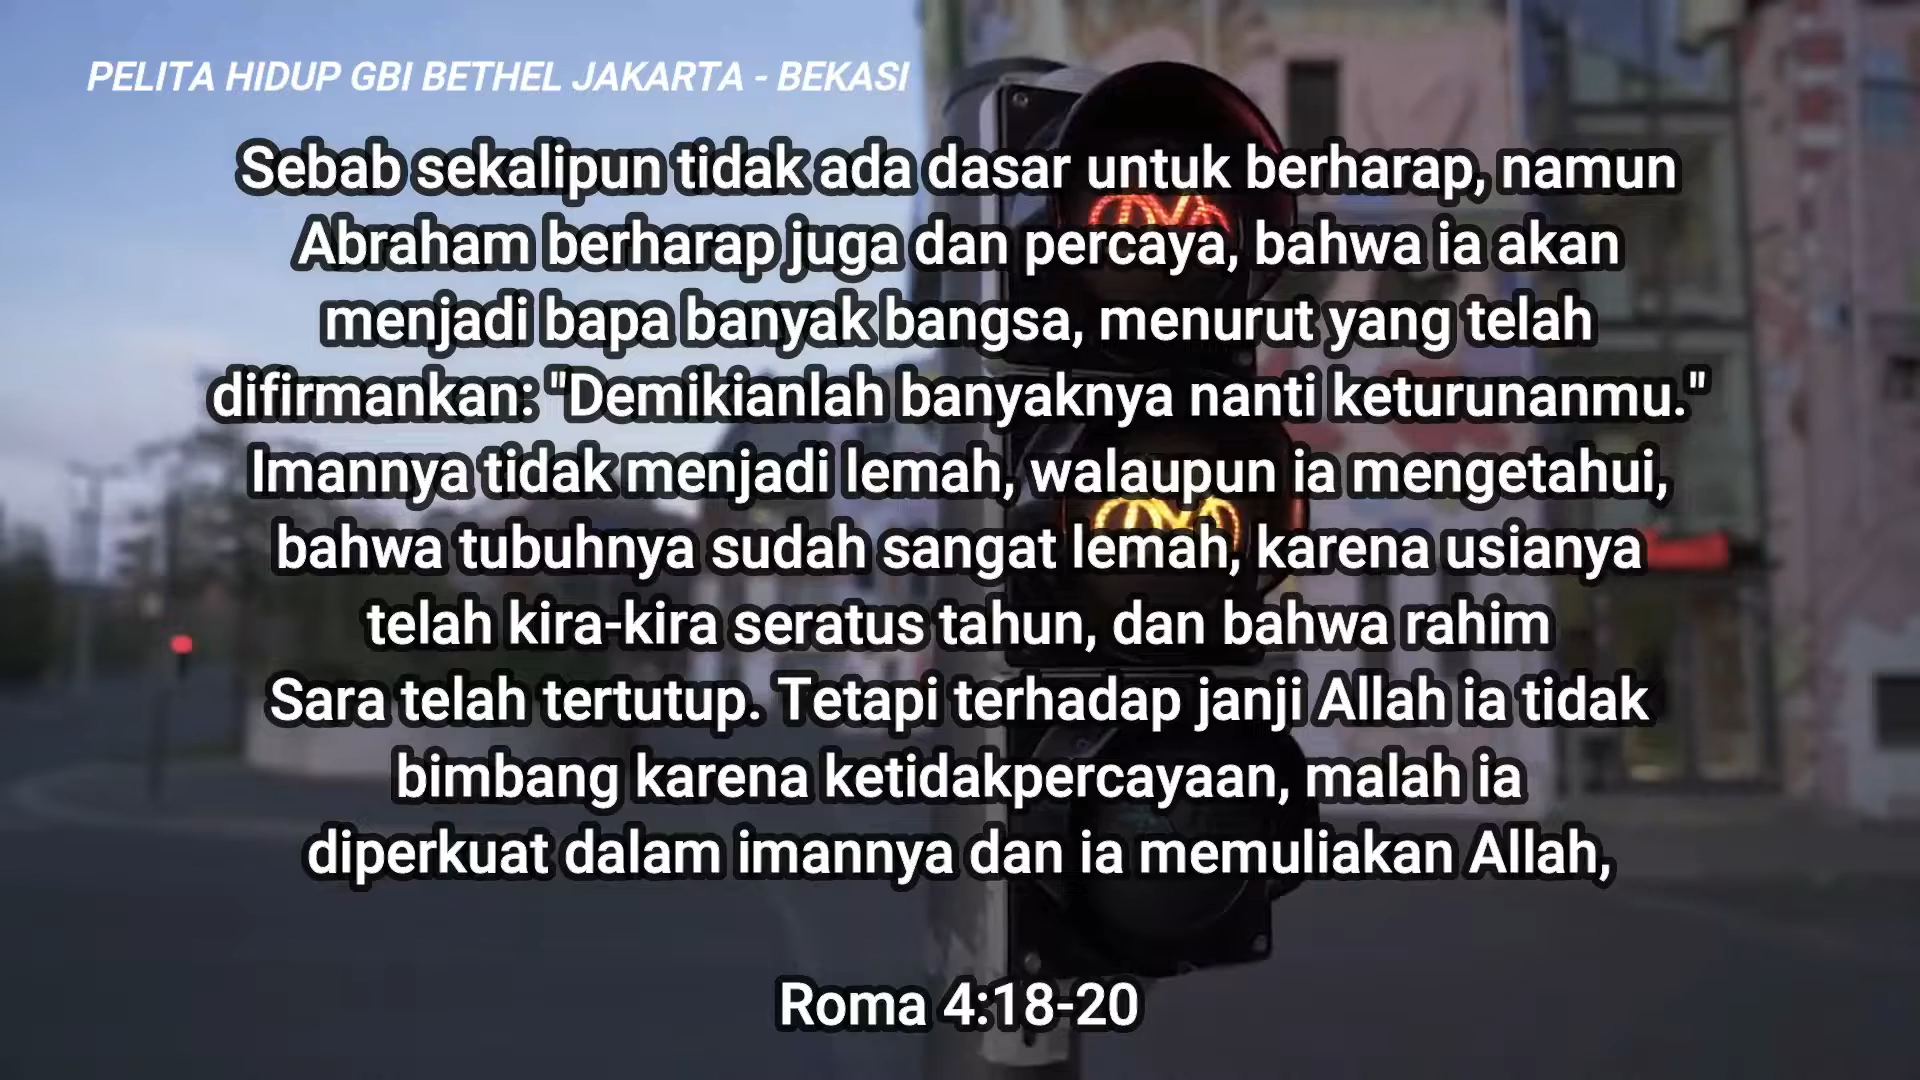 PELITA HIDUP GBI BETHEL JAKARTA - BEKASI
Sebab sekalipun tidak ada dasar untuk berharap, namun
Abraham berharap juga dan percaya, bahwa ia akan
menjadi bapa banyak bangsa, menurut yang telah
difirmankan: "Demikianlah banyaknya nanti keturunanmu."
Imannya tidak menjadi lemah, walaupun ia mengetahui,
bahwa tubuhnya sudah sangat lemah, karena usianya
telah kira-kira seratus tahun, dan bahwa rahim
Sara telah tertutup. Tetapi terhadap janji Allah ia tidak
bimbang karena ketidakpercayaan, malah ia
diperkuat dalam imannya dan ia memuliakan Allah,
Roma 4:18-20